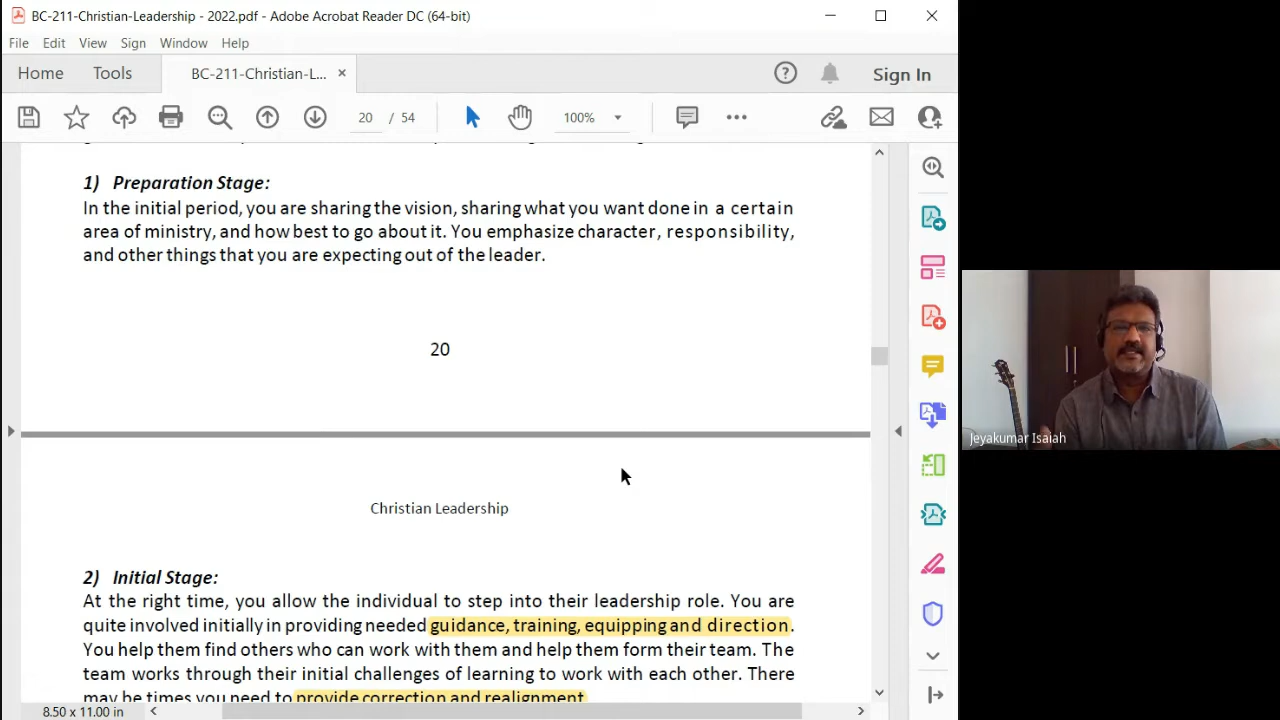 BC-211-Christian-Leadership - 2022.pdf - Adobe Acrobat Reader DC (64-bit)
File Edit View Sign Window Help
Home Tools BC-211-Christian-L... Sign In
20 / 54 100%
1) Preparation Stage:
In the initial period, you are sharing the vision, sharing what you want done in a certain
area of ministry, and how best to go about it. You emphasize character, responsibility,
and other things that you are expecting out of the leader.
20
Jeyakumar Isaiah
Christian Leadership
2) Initial Stage:
At the right time, you allow the individual to step into their leadership role. You are
quite involved initially in providing needed guidance, training, equipping and direction.
You help them find others who can work with them and help them form their team. The
team works through their initial challenges of learning to work with each other. There
may be times you need to provide correction and realignment.
8.50 x 11.00 in